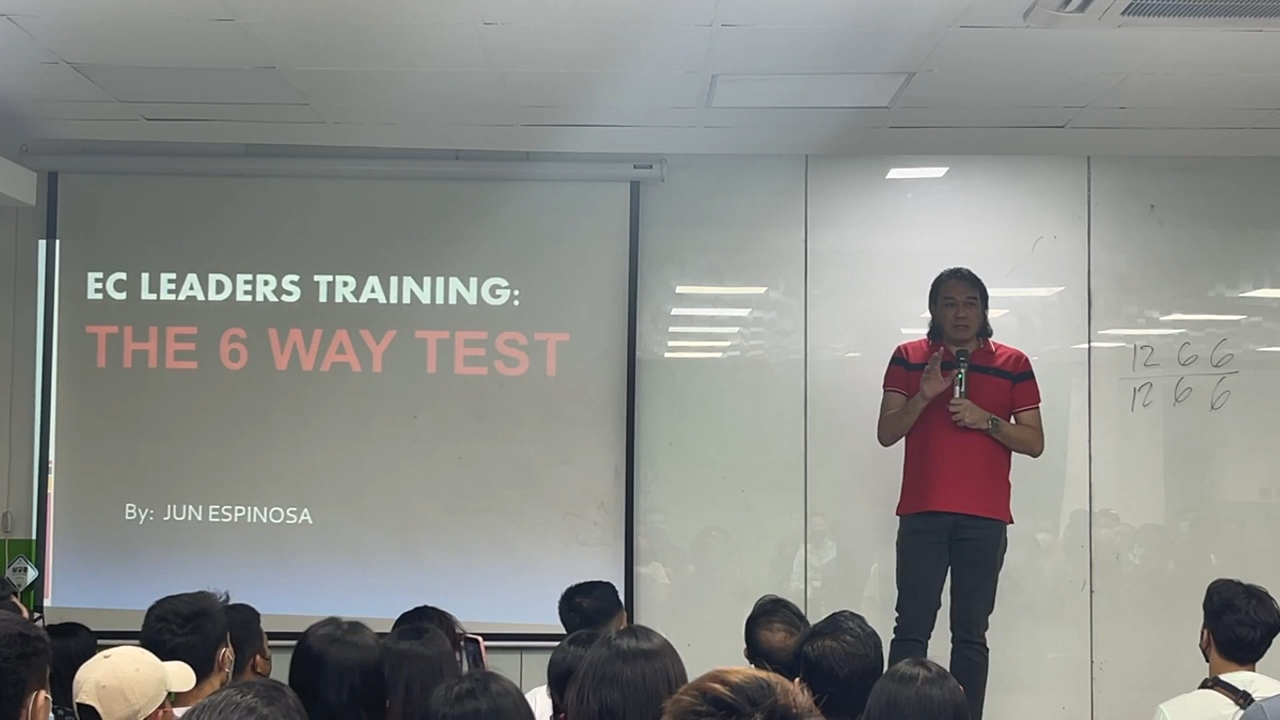 EC LEADERS TRAINING:
THE 6 WAY TEST
By: JUN ESPINOSA
12 6 6
12 6 6